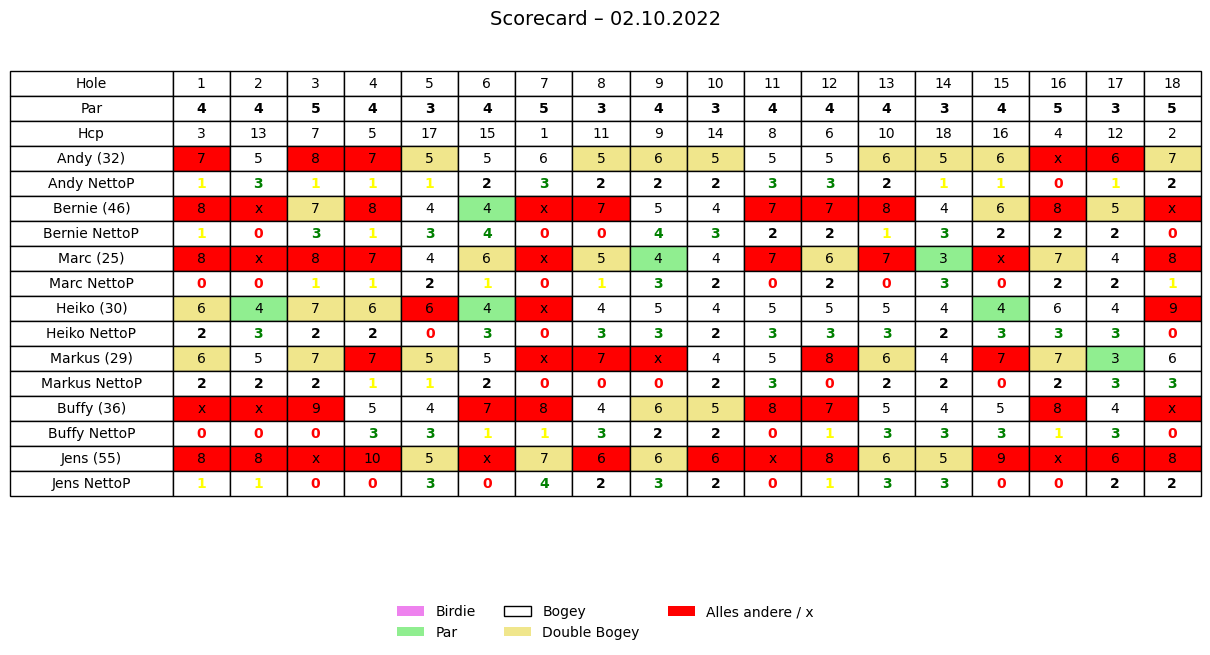 Scorecard – 02.10.2022
Hole 1 2 3 4 5 6 7 8 9 10 11 12 13 14 15 16 17 18
Par 4 4 5 4 3 4 5 3 4 3 4 4 4 3 4 5 3 5
Hcp 3 13 7 5 17 15 1 11 9 14 8 6 10 18 16 4 12 2
Andy (32) 7 5 8 7 5 5 6 5 6 5 5 5 6 5 6 x 6 7
Andy NettoP 1 3 1 1 1 2 3 2 2 2 3 3 2 1 1 0 1 2
Bernie (46) 8 x 7 8 4 4 x 7 5 4 7 7 8 4 6 8 5 x
Bernie NettoP 1 0 3 1 3 4 0 0 4 3 2 2 1 3 2 2 2 0
Marc (25) 8 x 8 7 4 6 x 5 4 4 7 6 7 3 x 7 4 8
Marc NettoP 0 0 1 1 2 1 0 1 3 2 0 2 0 3 0 2 2 1
Heiko (30) 6 4 7 6 6 4 x 4 5 4 5 5 5 4 4 6 4 9
Heiko NettoP 2 3 2 2 0 3 0 3 3 2 3 3 3 2 3 3 3 0
Markus (29) 6 5 7 7 5 5 x 7 x 4 5 8 6 4 7 7 3 6
Markus NettoP 2 2 2 1 1 2 0 0 0 2 3 0 2 2 0 2 3 3
Buffy (36) x x 9 5 4 7 8 4 6 5 8 7 5 4 5 8 4 x
Buffy NettoP 0 0 0 3 3 1 1 3 2 2 0 1 3 3 3 1 3 0
Jens (55) 8 8 x 10 5 x 7 6 6 6 x 8 6 5 9 x 6 8
Jens NettoP 1 1 0 0 3 0 4 2 3 2 0 1 3 3 0 0 2 2
Birdie Bogey Alles andere / x
Par Double Bogey